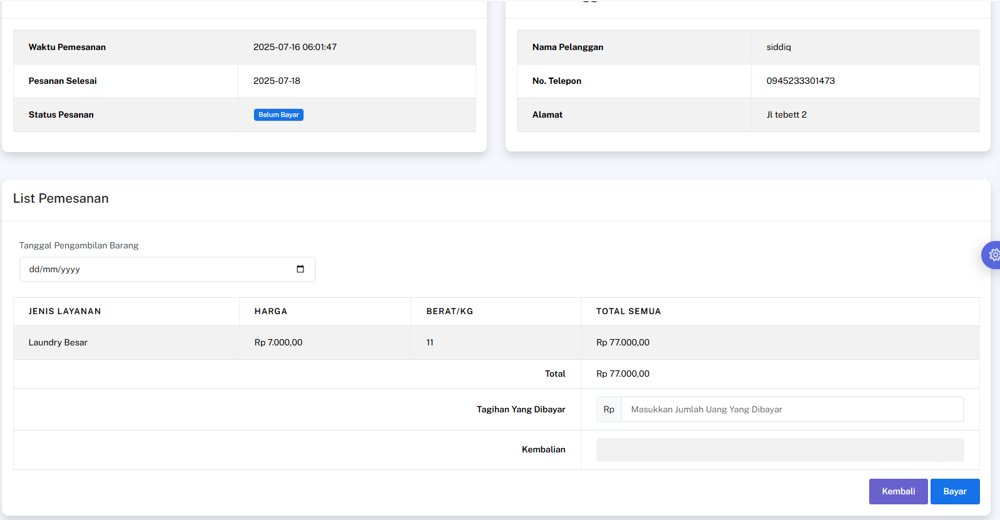 Waktu Pemesanan 2025-07-16 06:01:47
Pesanan Selesai 2025-07-18
Status Pesanan Belum Bayar
Nama Pelanggan siddiq
No. Telepon 0945233301473
Alamat Jl tebett 2
List Pemesanan
Tanggal Pengambilan Barang
dd/mm/yyyy
JENIS LAYANAN HARGA BERAT/KG TOTAL SEMUA
Laundry Besar Rp 7.000,00 11 Rp 77.000,00
Total Rp 77.000,00
Tagihan Yang Dibayar Rp Masukkan Jumlah Uang Yang Dibayar
Kembalian
Kembali Bayar